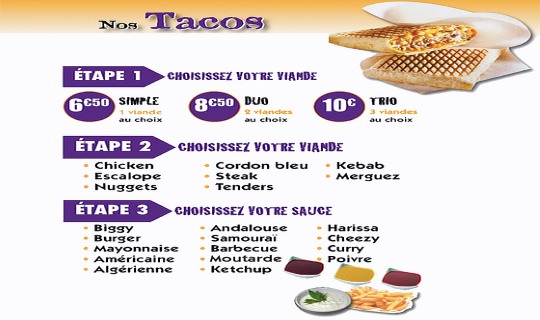 Nos Tacos
ÉTAPE 1 CHOISISSEZ VOTRE VIANDE
6€50 SIMPLE 8€50 DUO 10€ TRIO
1 viande 2 viandes 3 viandes
au choix au choix au choix
ÉTAPE 2 CHOISISSEZ VOTRE VIANDE
• Chicken • Cordon bleu • Kebab
• Escalope • Steak • Merguez
• Nuggets • Tenders
ÉTAPE 3 CHOISISSEZ VOTRE SAUCE
• Biggy • Andalouse • Harissa
• Burger • Samouraï • Cheezy
• Mayonnaise • Barbecue • Curry
• Américaine • Moutarde • Poivre
• Algérienne • Ketchup